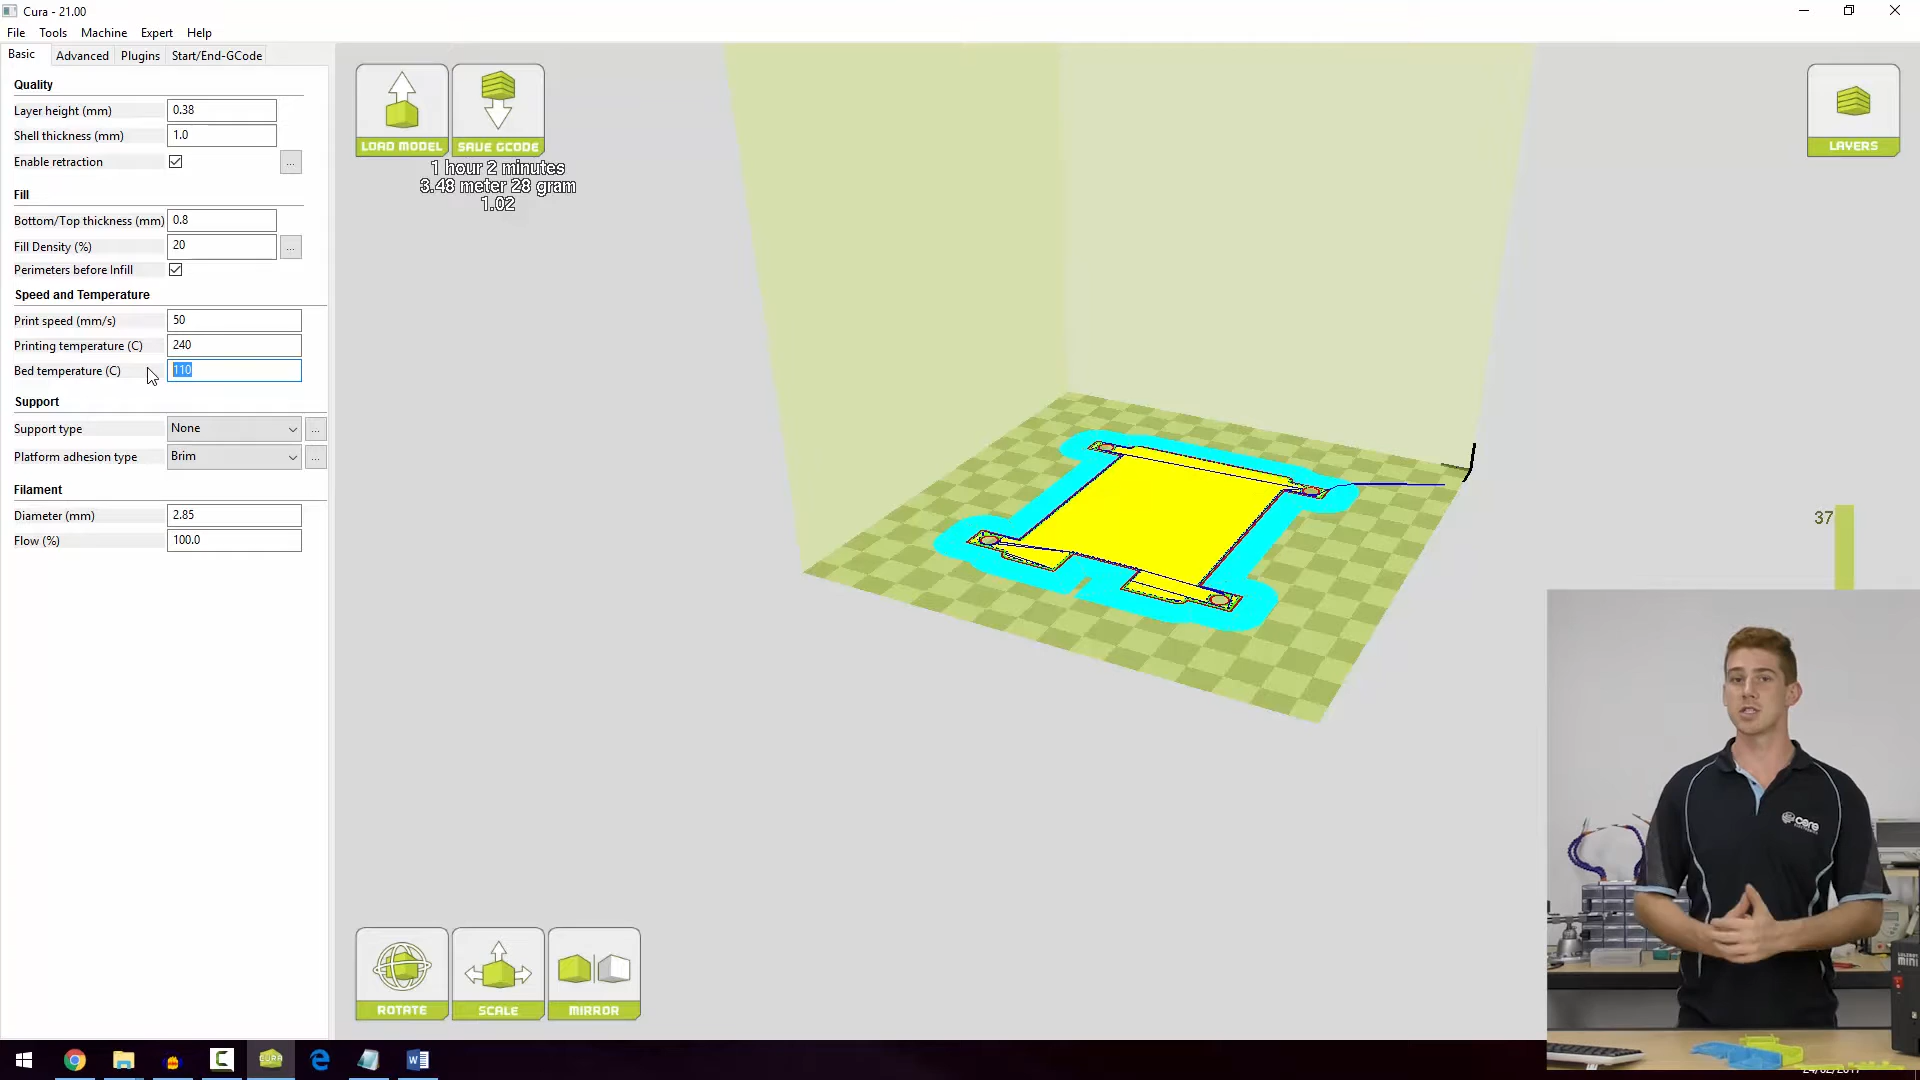 Cura - 21.00
File Tools Machine Expert Help
Basic Advanced Plugins Start/End-GCode
Quality
Layer height (mm) 0.38
Shell thickness (mm) 1.0
Enable retraction ...
Fill
Bottom/Top thickness (mm) 0.8
Fill Density (%) 20 ...
Perimeters before Infill
Speed and Temperature
Print speed (mm/s) 50
Printing temperature (C) 240
Bed temperature (C) 110
Support
Support type None ...
Platform adhesion type Brim ...
Filament
Diameter (mm) 2.85
Flow (%) 100.0
LOAD MODEL SAVE GCODE
1 hour 2 minutes
3.48 meter 28 gram
1.02
LAYERS
37
core
MINI
ROTATE SCALE MIRROR
CURA